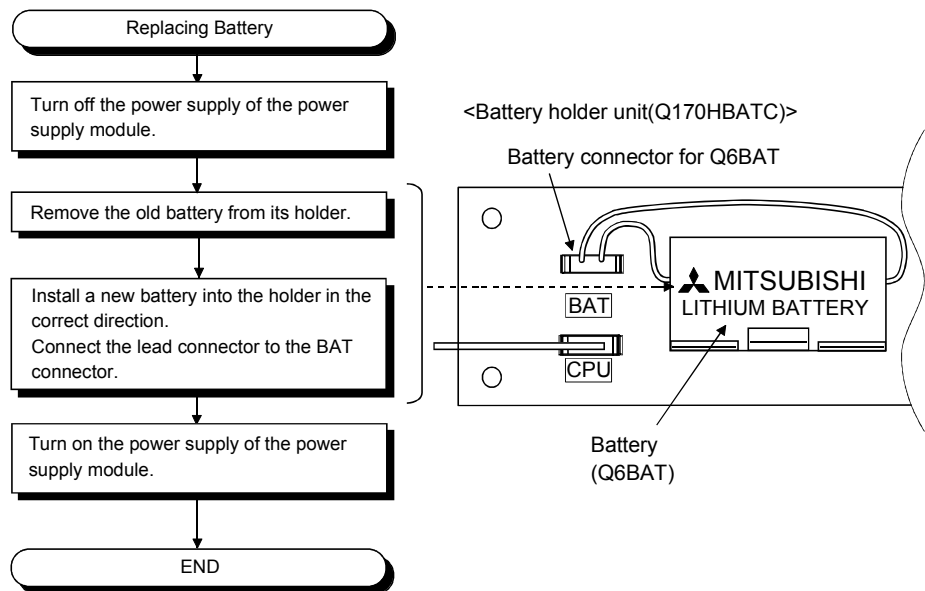 Replacing Battery
Turn off the power supply of the power
supply module.
Remove the old battery from its holder.
Install a new battery into the holder in the
correct direction.
Connect the lead connector to the BAT
connector.
Turn on the power supply of the power
supply module.
END
<Battery holder unit(Q170HBATC)>
Battery connector for Q6BAT
BAT
CPU
MITSUBISHI
LITHIUM BATTERY
Battery
(Q6BAT)